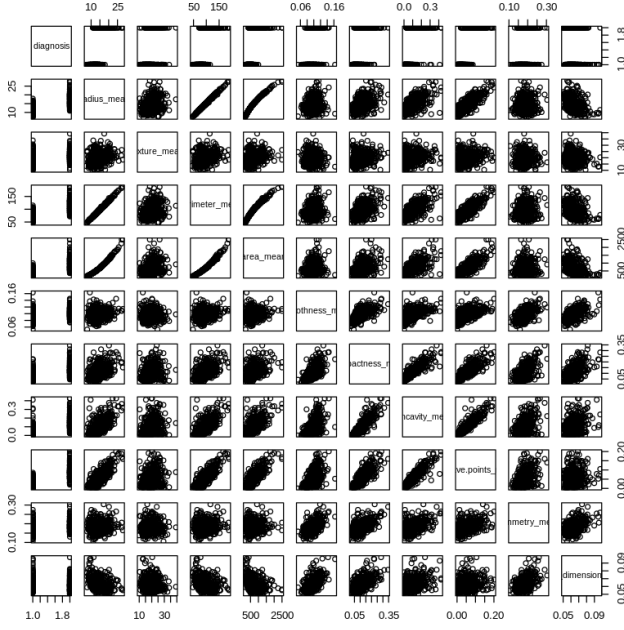 10 25 50 150 0.06 0.16 0.0 0.3 0.10 0.30
diagnosis 1.0 1.8
10 25 adius_mea
xture_mea 10 30
50 150 imeter_me
area_mean 500 2500
0.06 0.16 othness_m
pactness_r 0.05 0.35
0.0 0.3 ncavity_me
ve.points_ 0.00 0.20
0.10 0.30 nmetry_me
dimension 0.05 0.09
1.0 1.8 10 30 500 2500 0.05 0.35 0.00 0.20 0.05 0.09